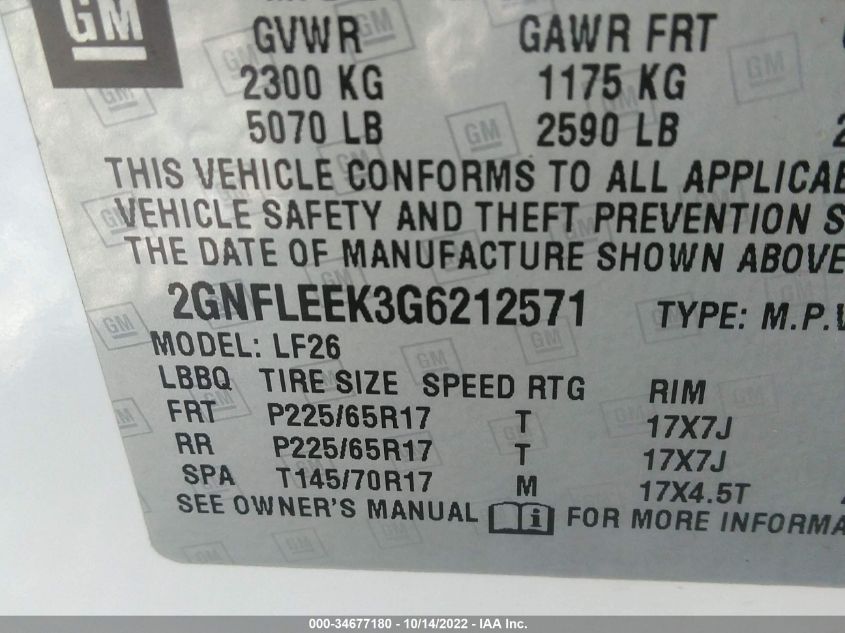 GM
GVWR GAWR FRT
2300 KG 1175 KG
5070 LB 2590 LB 2
THIS VEHICLE CONFORMS TO ALL APPLICAB
VEHICLE SAFETY AND THEFT PREVENTION S
THE DATE OF MANUFACTURE SHOWN ABOVE
2GNFLEEK3G6212571 TYPE: M.P.V
MODEL: LF26
LBBQ TIRE SIZE SPEED RTG RIM
FRT P225/65R17 T 17X7J
RR P225/65R17 T 17X7J
SPA T145/70R17 M 17X4.5T
SEE OWNER'S MANUAL i FOR MORE INFORMA
000-34677180 - 10/14/2022 - IAA Inc.